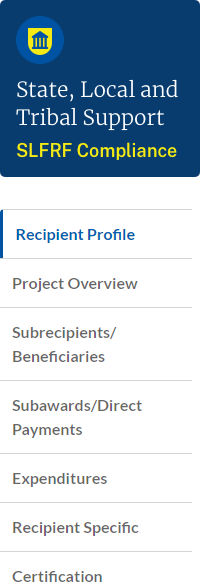 State, Local and
Tribal Support
SLFRF Compliance
Recipient Profile
Project Overview
Subrecipients/
Beneficiaries
Subawards/Direct
Payments
Expenditures
Recipient Specific
Certification